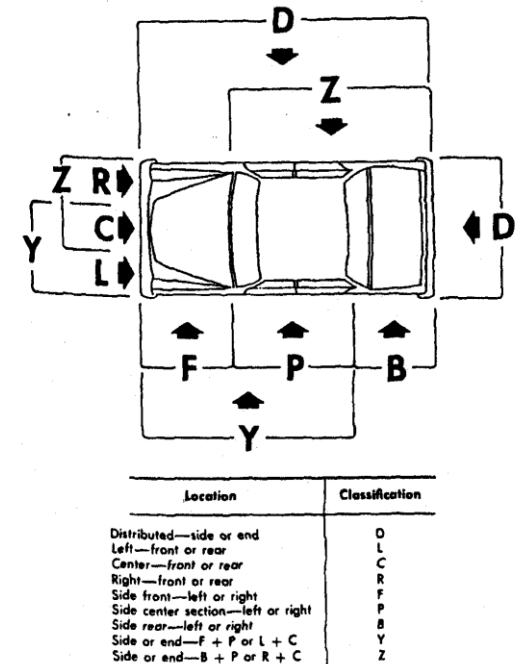 D
Z
Z R
C
Y
D
L
F P B
Y
Location Classification
Distributed—side or end D
Left—front or rear L
Center—front or rear C
Right—front or rear R
Side front—left or right F
Side center section—left or right P
Side rear—left or right B
Side or end—F + P or L + C Y
Side or end—B + P or R + C Z